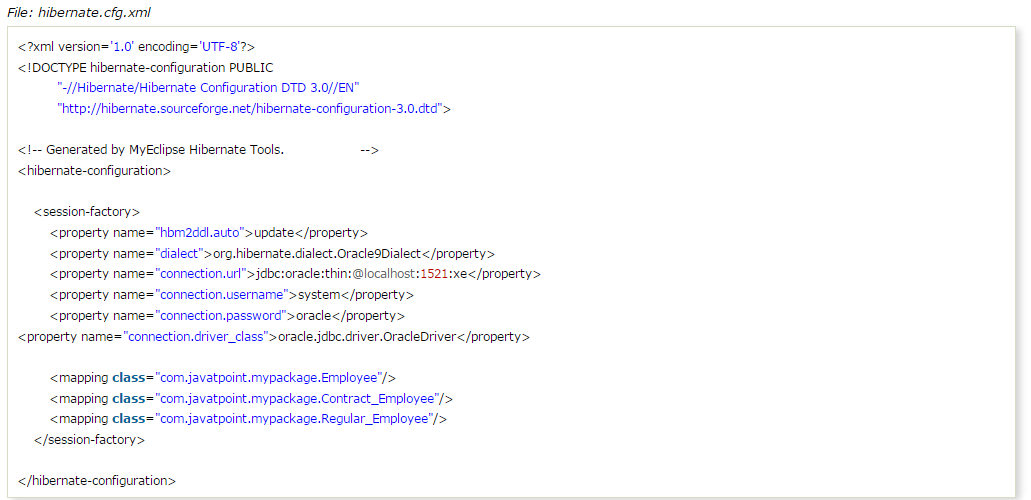 File: hibernate.cfg.xml
<?xml version='1.0' encoding='UTF-8'?>
<!DOCTYPE hibernate-configuration PUBLIC
"-//Hibernate/Hibernate Configuration DTD 3.0//EN"
"http://hibernate.sourceforge.net/hibernate-configuration-3.0.dtd">
<!-- Generated by MyEclipse Hibernate Tools. -->
<hibernate-configuration>
<session-factory>
<property name="hbm2ddl.auto">update</property>
<property name="dialect">org.hibernate.dialect.Oracle9Dialect</property>
<property name="connection.url">jdbc:oracle:thin:@localhost:1521:xe</property>
<property name="connection.username">system</property>
<property name="connection.password">oracle</property>
<property name="connection.driver_class">oracle.jdbc.driver.OracleDriver</property>
<mapping class="com.javatpoint.mypackage.Employee"/>
<mapping class="com.javatpoint.mypackage.Contract_Employee"/>
<mapping class="com.javatpoint.mypackage.Regular_Employee"/>
</session-factory>
</hibernate-configuration>